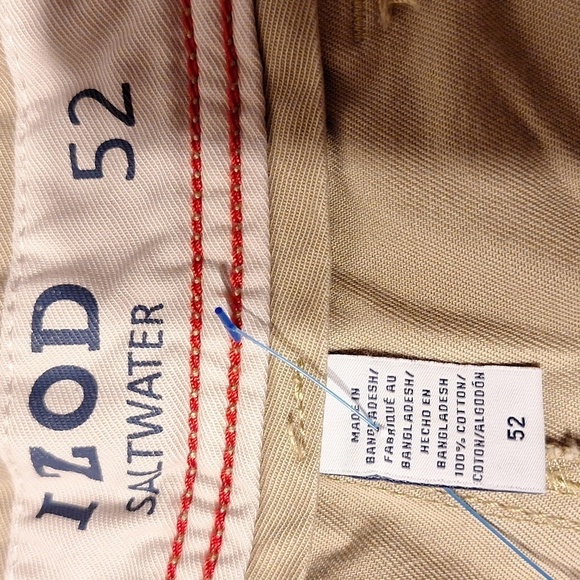 IZOD 52
SALTWATER
MADE IN
BANGLADESH/
FABRIQUÉ AU
BANGLADESH/
HECHO EN
BANGLADESH
100% COTTON/
COTON/ALGODÓN
52